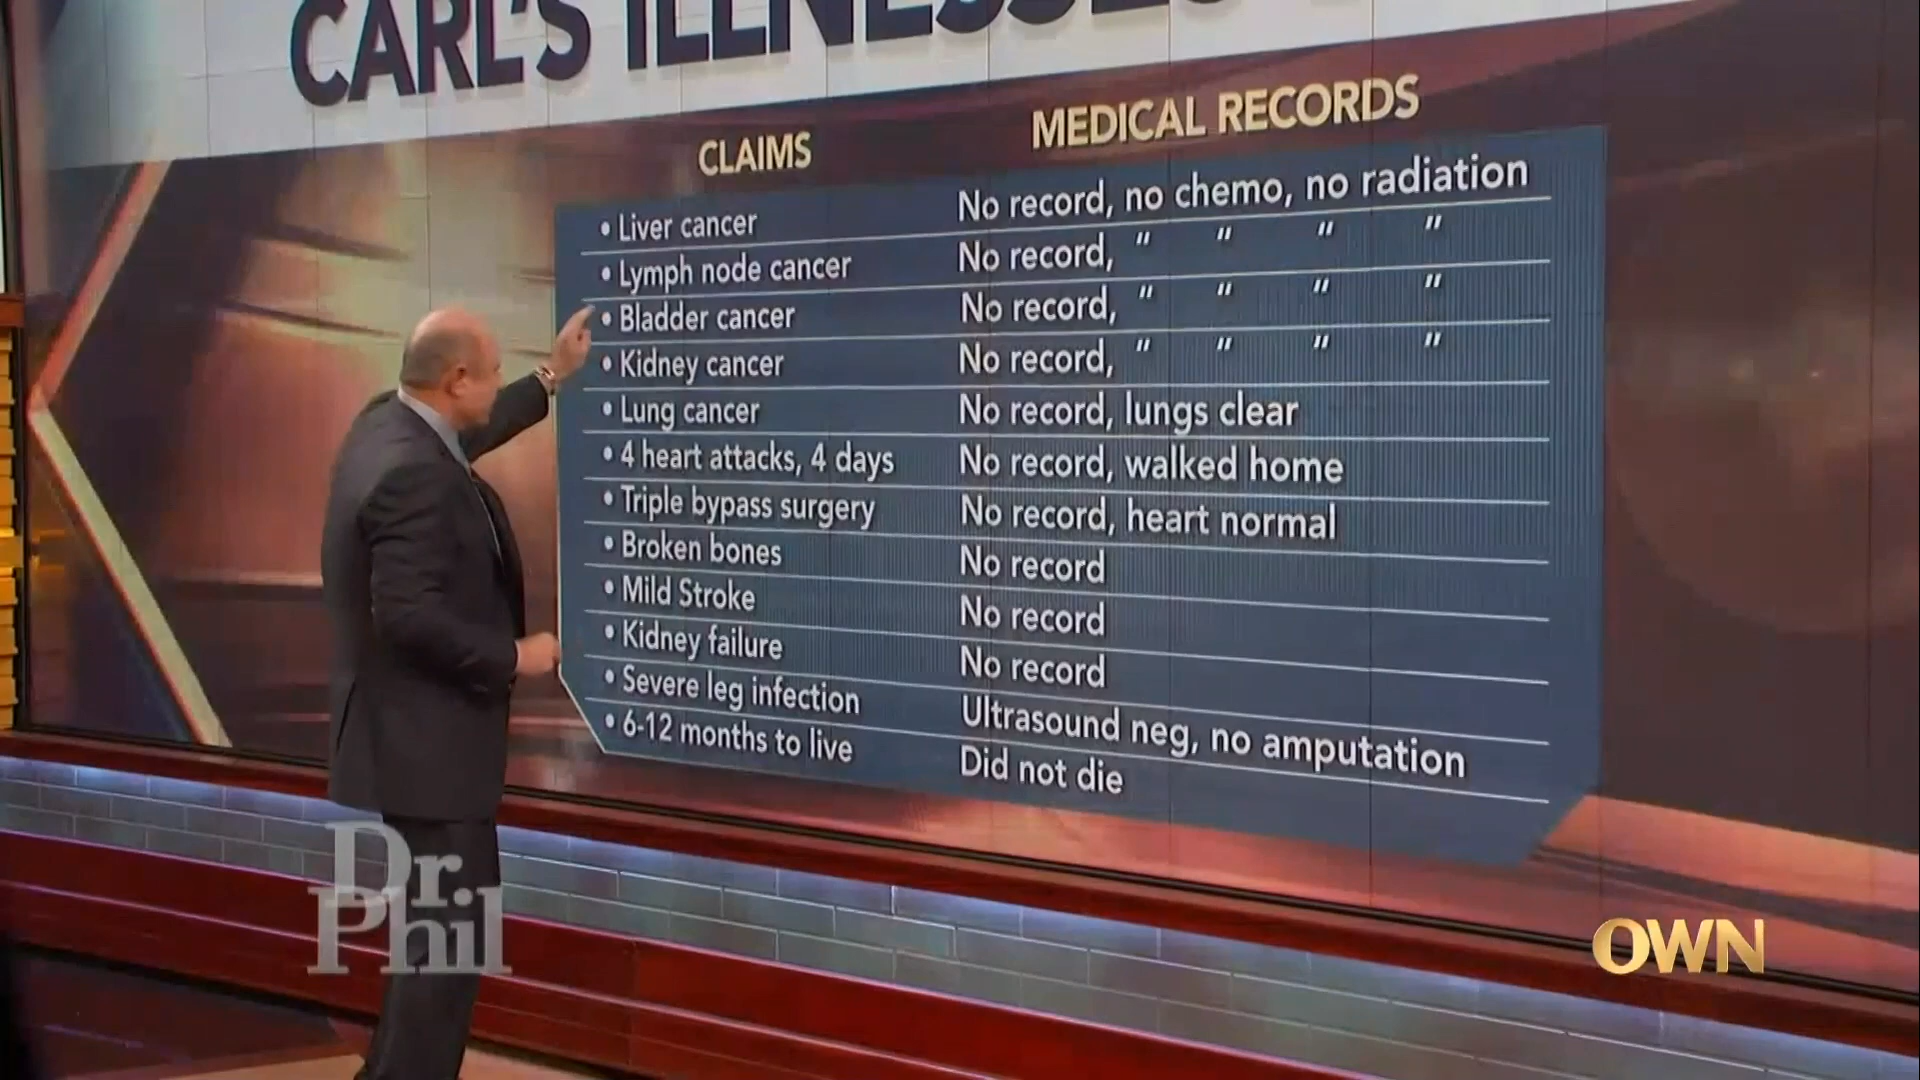 CARL'S ILLNESSES
CLAIMS
MEDICAL RECORDS
• Liver cancer
No record, no chemo, no radiation
• Lymph node cancer
No record, " " " "
• Bladder cancer
No record, " " " "
• Kidney cancer
No record, " " " "
• Lung cancer
No record, lungs clear
• 4 heart attacks, 4 days
No record, walked home
• Triple bypass surgery
No record, heart normal
• Broken bones
No record
• Mild Stroke
No record
• Kidney failure
No record
• Severe leg infection
Ultrasound neg, no amputation
• 6-12 months to live
Did not die
Dr.
Phil
OWN